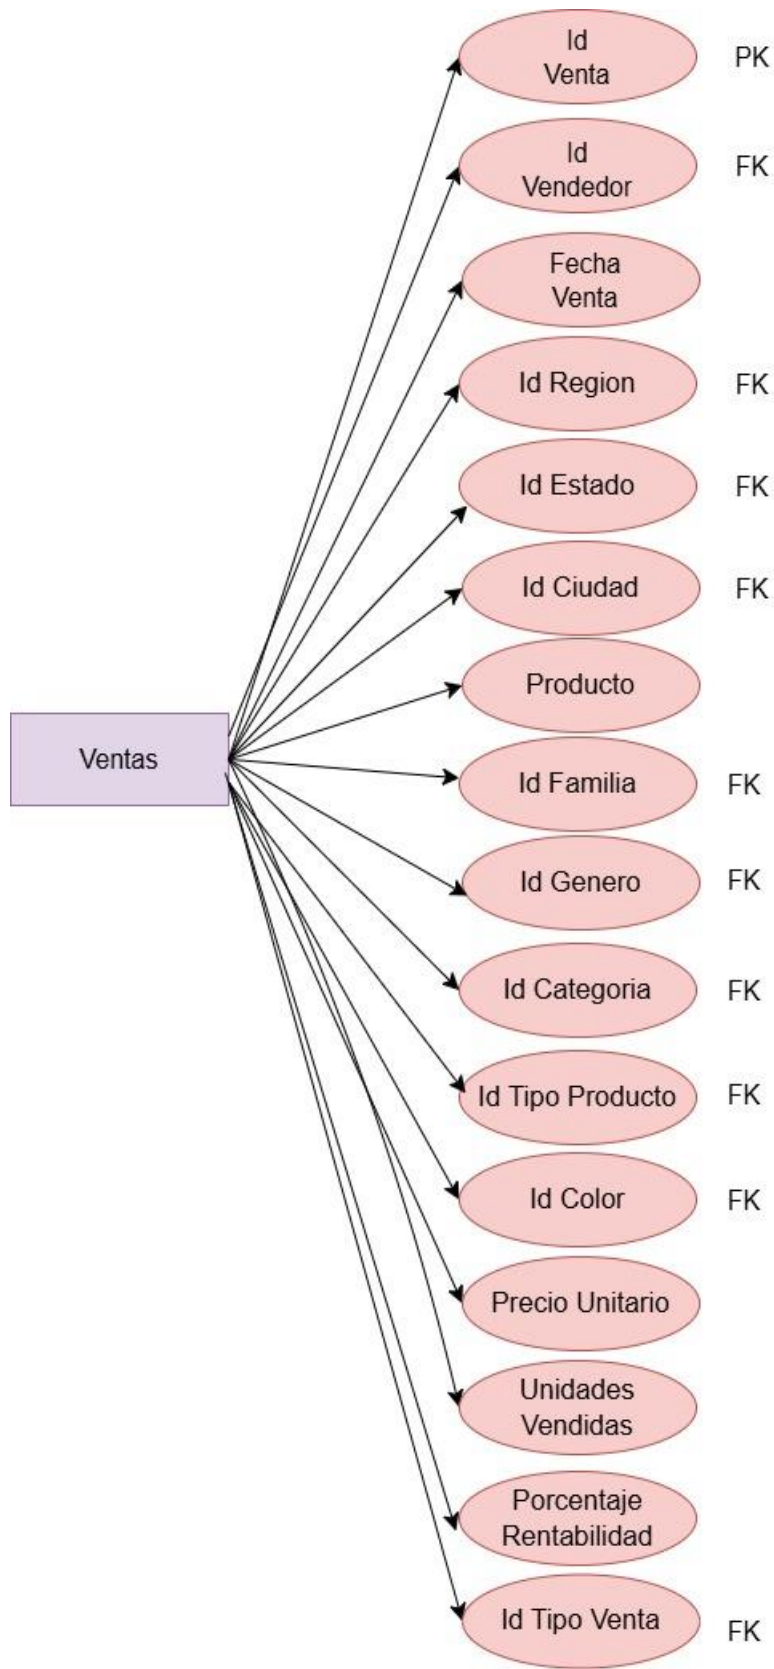 Id
Venta
PK
Id
Vendedor
FK
Fecha
Venta
Id Region
FK
Id Estado
FK
Id Ciudad
FK
Producto
Ventas
Id Familia
FK
Id Genero
FK
Id Categoria
FK
Id Tipo Producto
FK
Id Color
FK
Precio Unitario
Unidades
Vendidas
Porcentaje
Rentabilidad
Id Tipo Venta
FK